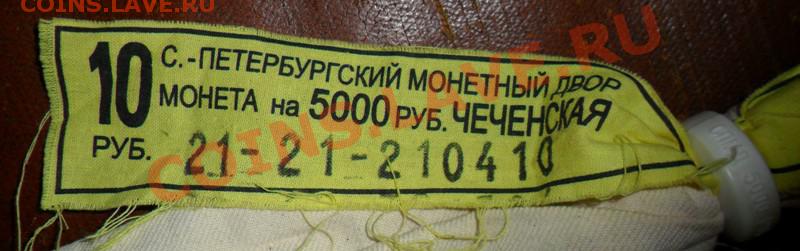 COINS.LAVE.RU
10
РУБ.
С.-ПЕТЕРБУРГСКИЙ МОНЕТНЫЙ ДВОР
МОНЕТА на 5000 РУБ. ЧЕЧЕНСКАЯ
21-21-210410
COINS.LAVE.RU